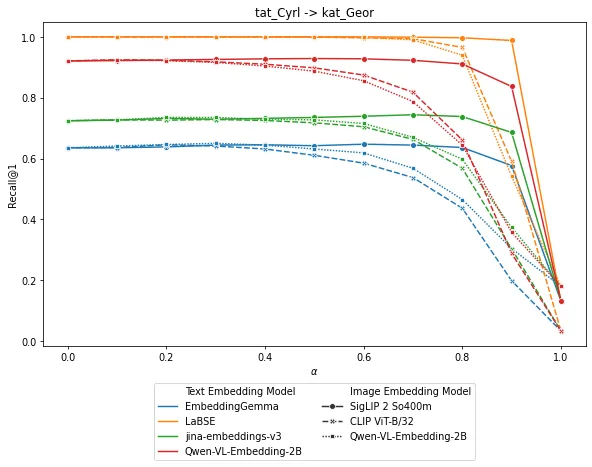 tat_Cyrl -> kat_Geor
1.0
0.8
0.6
0.4
0.2
0.0
Recall@1
0.0 0.2 0.4 0.6 0.8 1.0
α
Text Embedding Model Image Embedding Model
EmbeddingGemma SigLIP 2 So400m
LaBSE CLIP ViT-B/32
jina-embeddings-v3 Qwen-VL-Embedding-2B
Qwen-VL-Embedding-2B